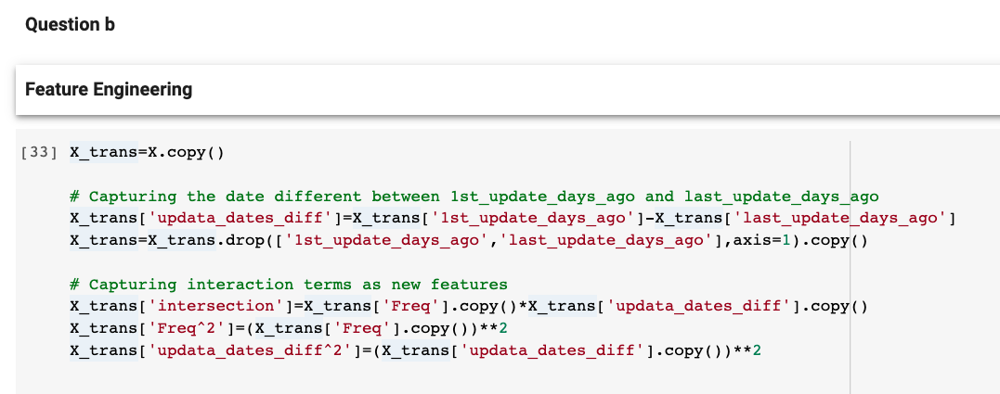 Question b
Feature Engineering
[33] X_trans=X.copy()
# Capturing the date different between 1st_update_days_ago and last_update_days_ago
X_trans['updata_dates_diff']=X_trans['1st_update_days_ago']-X_trans['last_update_days_ago']
X_trans=X_trans.drop(['1st_update_days_ago','last_update_days_ago'],axis=1).copy()
# Capturing interaction terms as new features
X_trans['intersection']=X_trans['Freq'].copy()*X_trans['updata_dates_diff'].copy()
X_trans['Freq^2']=(X_trans['Freq'].copy())**2
X_trans['updata_dates_diff^2']=(X_trans['updata_dates_diff'].copy())**2